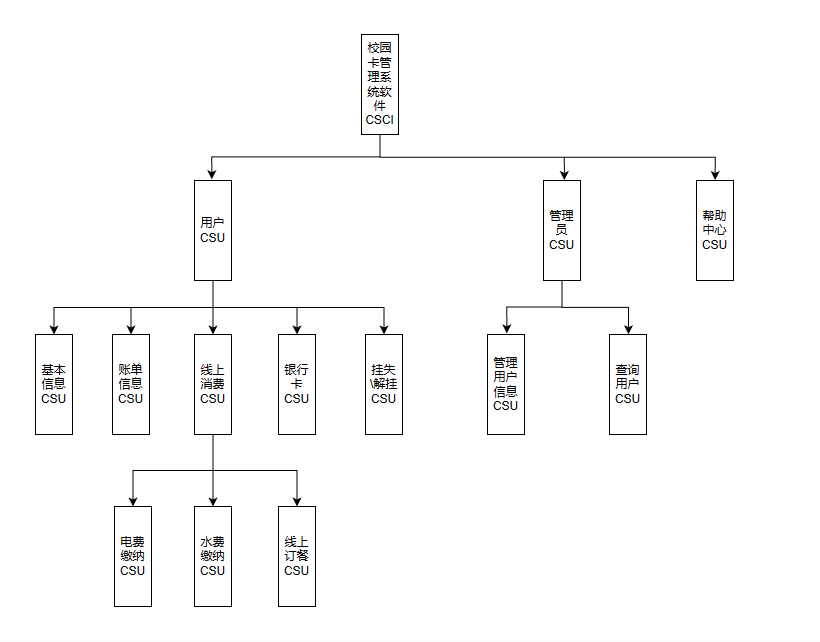 校园
卡管
理系
统软
件
CSCI
用户
CSU
管理
员
CSU
帮助
中心
CSU
基本
信息
CSU
账单
信息
CSU
线上
消费
CSU
银行
卡
CSU
挂失
\解挂
CSU
管理
用户
信息
CSU
查询
用户
CSU
电费
缴纳
CSU
水费
缴纳
CSU
线上
订餐
CSU